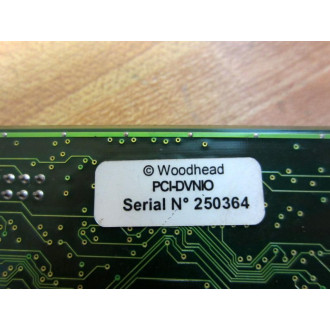 © Woodhead
PCI-DVNIO
Serial N° 250364